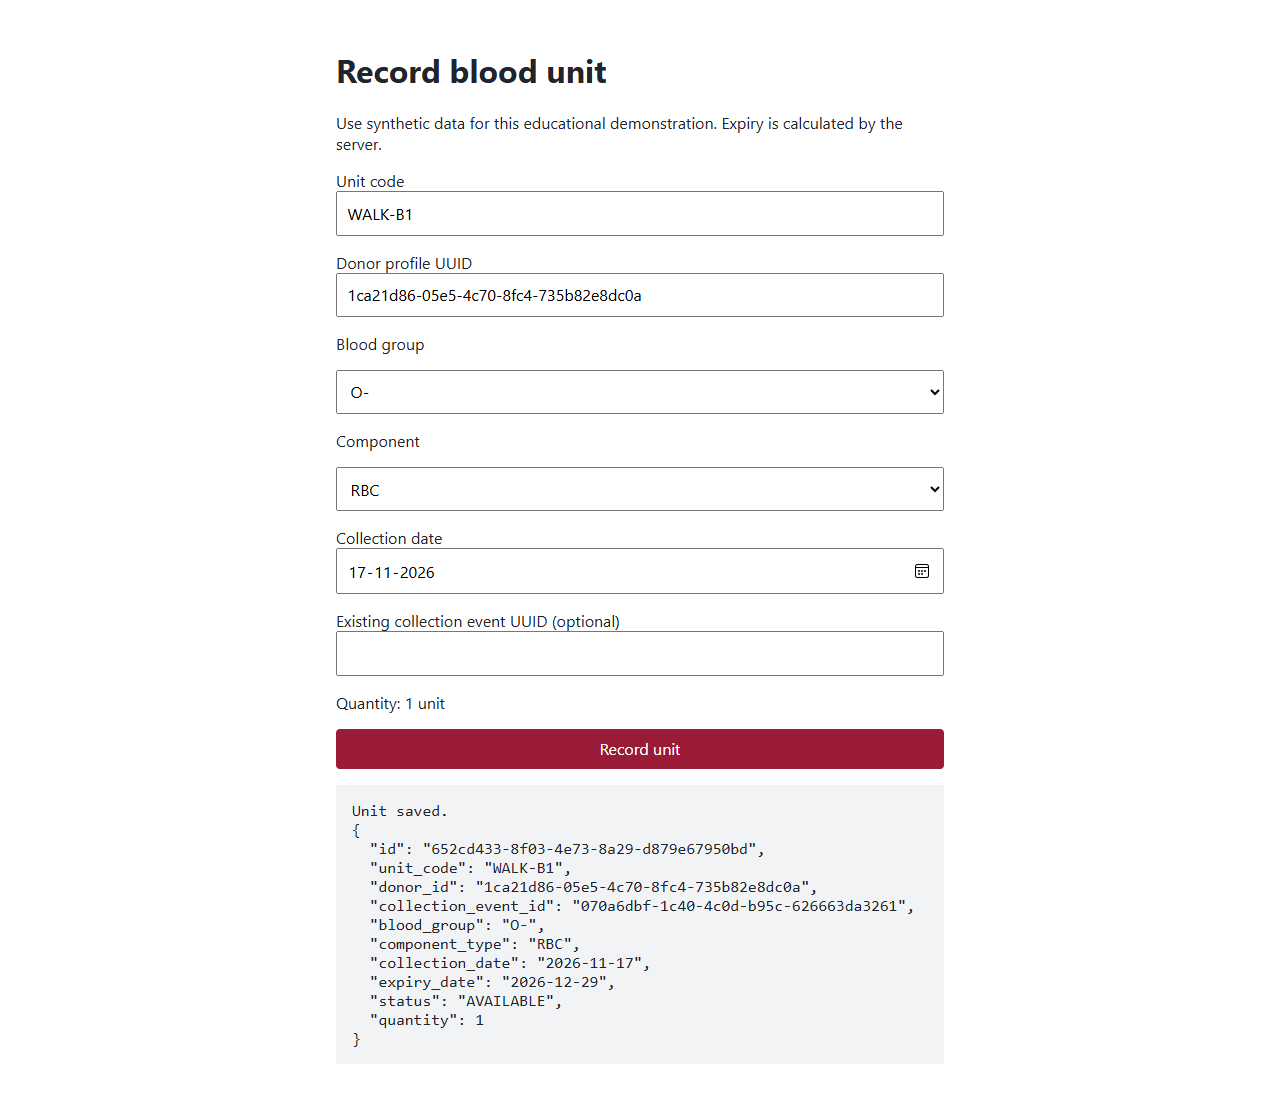 Record blood unit
Use synthetic data for this educational demonstration. Expiry is calculated by the
server.
Unit code
WALK-B1
Donor profile UUID
1ca21d86-05e5-4c70-8fc4-735b82e8dc0a
Blood group
O-
Component
RBC
Collection date
17-11-2026
Existing collection event UUID (optional)
Quantity: 1 unit
Record unit
Unit saved.
{
  "id": "652cd433-8f03-4e73-8a29-d879e67950bd",
  "unit_code": "WALK-B1",
  "donor_id": "1ca21d86-05e5-4c70-8fc4-735b82e8dc0a",
  "collection_event_id": "070a6dbf-1c40-4c0d-b95c-626663da3261",
  "blood_group": "O-",
  "component_type": "RBC",
  "collection_date": "2026-11-17",
  "expiry_date": "2026-12-29",
  "status": "AVAILABLE",
  "quantity": 1
}